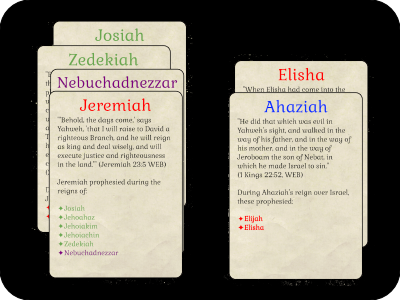 Josiah
Zedekiah
Nebuchadnezzar
Jeremiah
"'Behold, the days come,' says
Yahweh, 'that I will raise to David a
righteous Branch, and he will reign
as king and deal wisely, and will
execute justice and righteousness
in the land.'" (Jeremiah 23:5 WEB)
Jeremiah prophesied during the
reigns of:
✦Josiah
✦Jehoahaz
✦Jehoiakim
✦Jehoiachin
✦Zedekiah
✦Nebuchadnezzar
Elisha
"When Elisha had come into the
Ahaziah
"He did that which was evil in
Yahweh's sight, and walked in the
way of his father, and in the way of
his mother, and in the way of
Jeroboam the son of Nebat, in
which he made Israel to sin."
(1 Kings 22:52, WEB)
During Ahaziah's reign over Israel,
these prophesied:
✦Elijah
✦Elisha